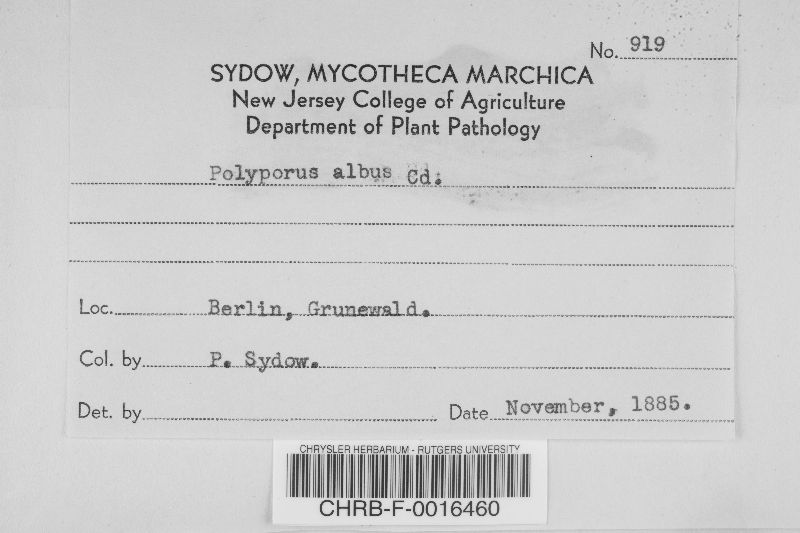 No. 919
SYDOW, MYCOTHECA MARCHICA
New Jersey College of Agriculture
Department of Plant Pathology
Polyporus albus Cd.
Loc. Berlin, Grunewald.
Col. by P. Sydow.
Det. by
Date November, 1885.
CHRYSLER HERBARIUM - RUTGERS UNIVERSITY
CHRB-F-0016460